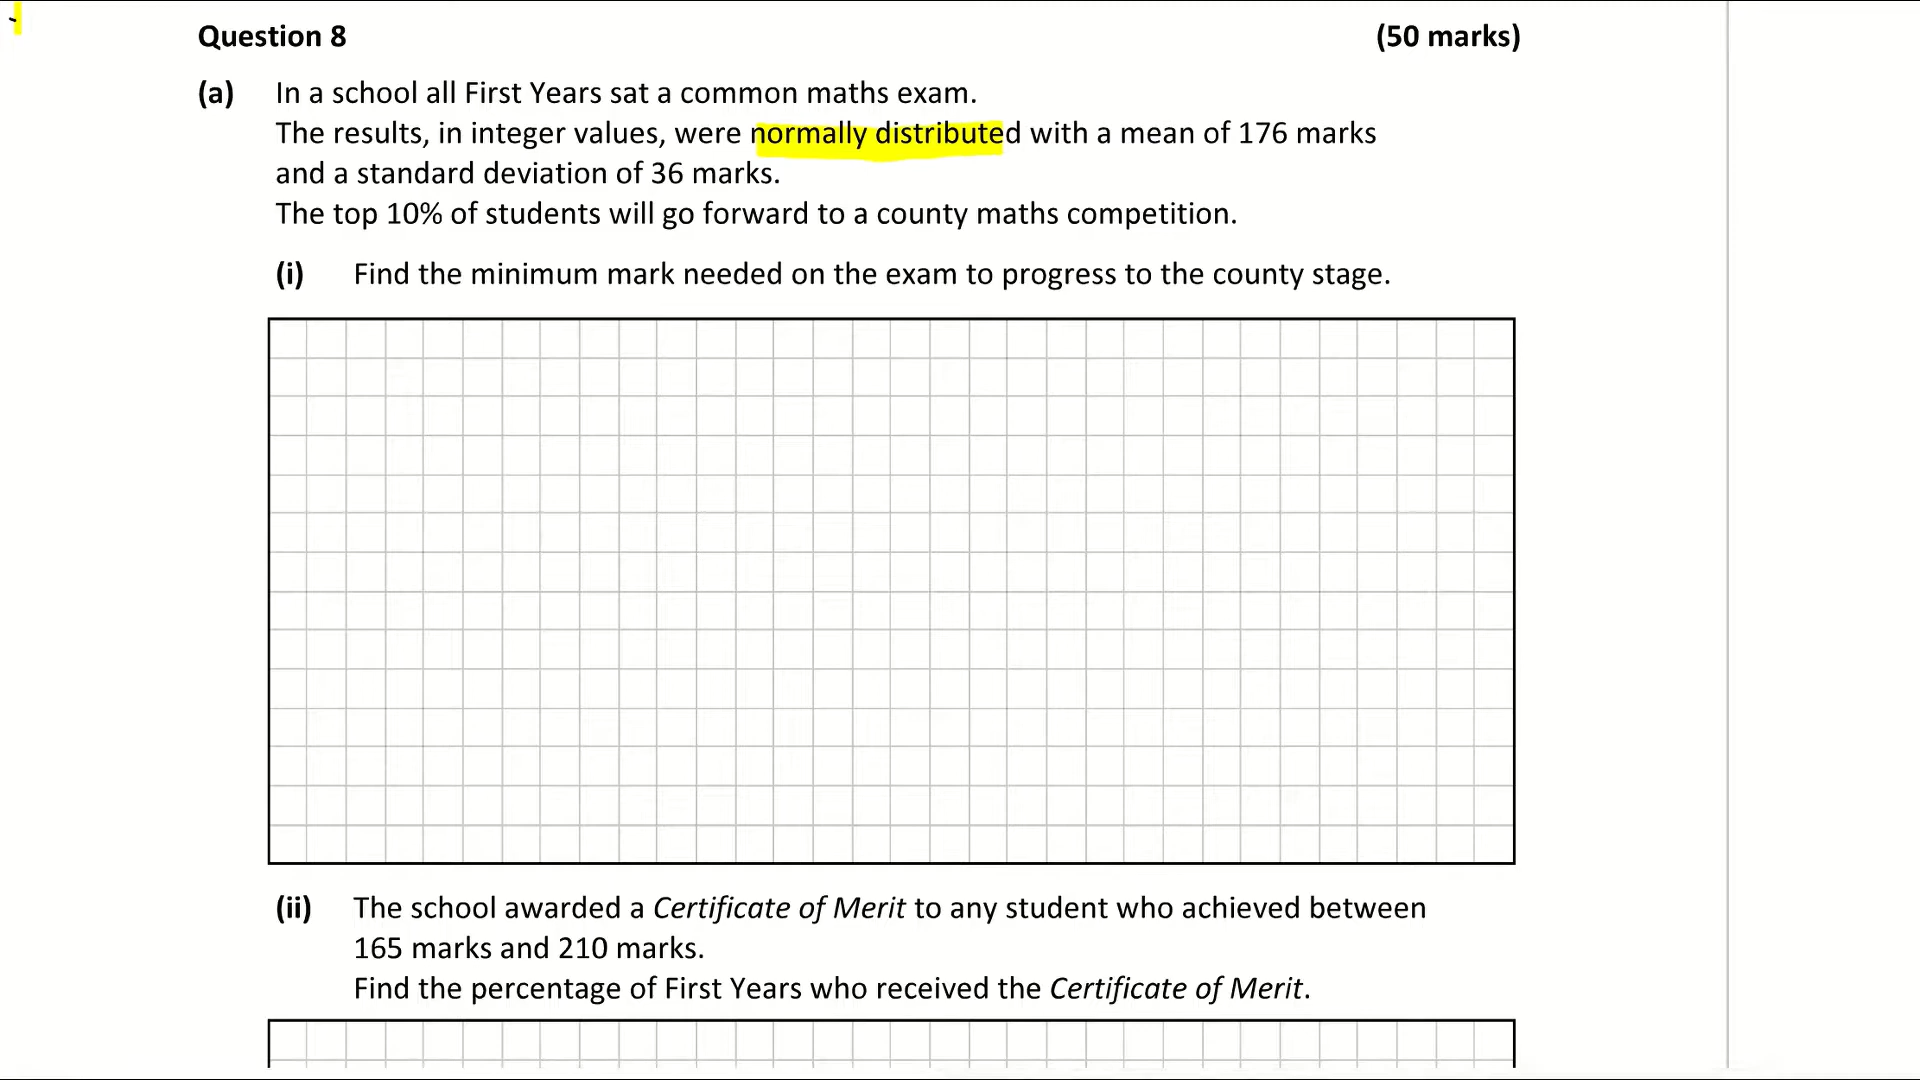 Question 8 (50 marks)
(a) In a school all First Years sat a common maths exam.
The results, in integer values, were normally distributed with a mean of 176 marks
and a standard deviation of 36 marks.
The top 10% of students will go forward to a county maths competition.
(i) Find the minimum mark needed on the exam to progress to the county stage.
(ii) The school awarded a Certificate of Merit to any student who achieved between
165 marks and 210 marks.
Find the percentage of First Years who received the Certificate of Merit.